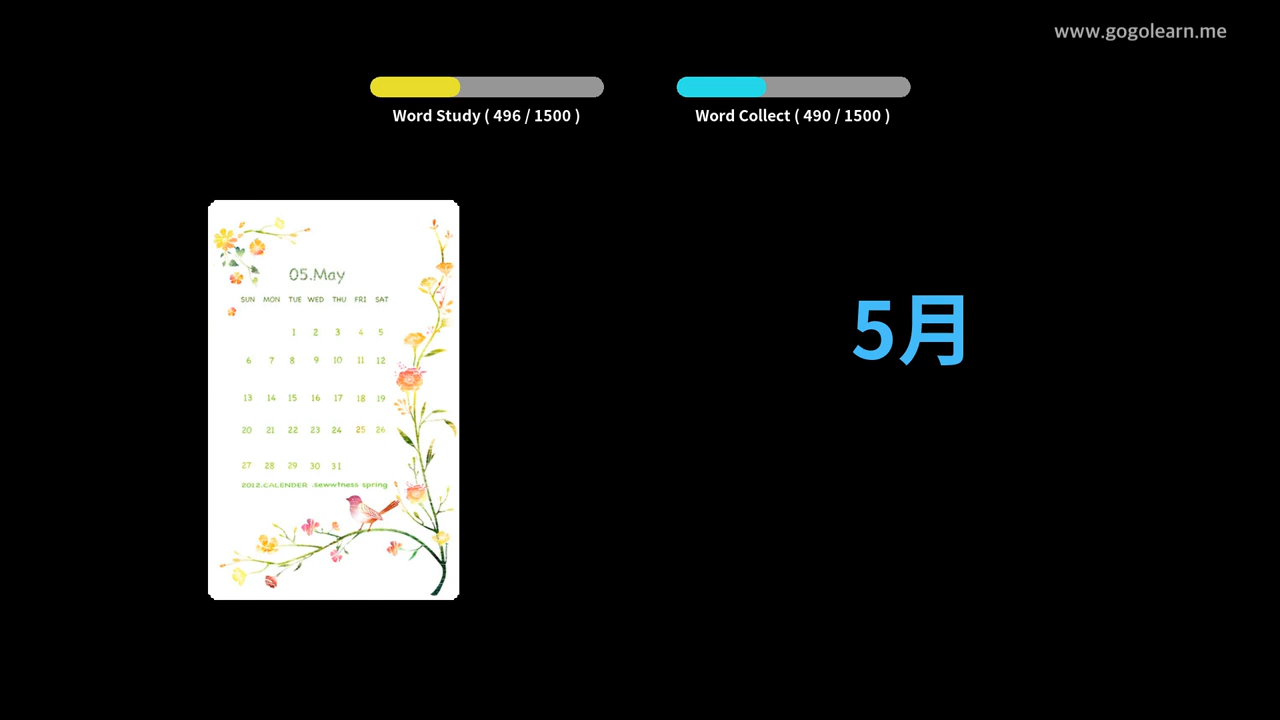 www.gogolearn.me
Word Study ( 496 / 1500 )
Word Collect ( 490 / 1500 )
05.May
SUN MON TUE WED THU FRI SAT
1 2 3 4 5
6 7 8 9 10 11 12
13 14 15 16 17 18 19
20 21 22 23 24 25 26
27 28 29 30 31
2012.CALENDER .sewwtness spring
5月